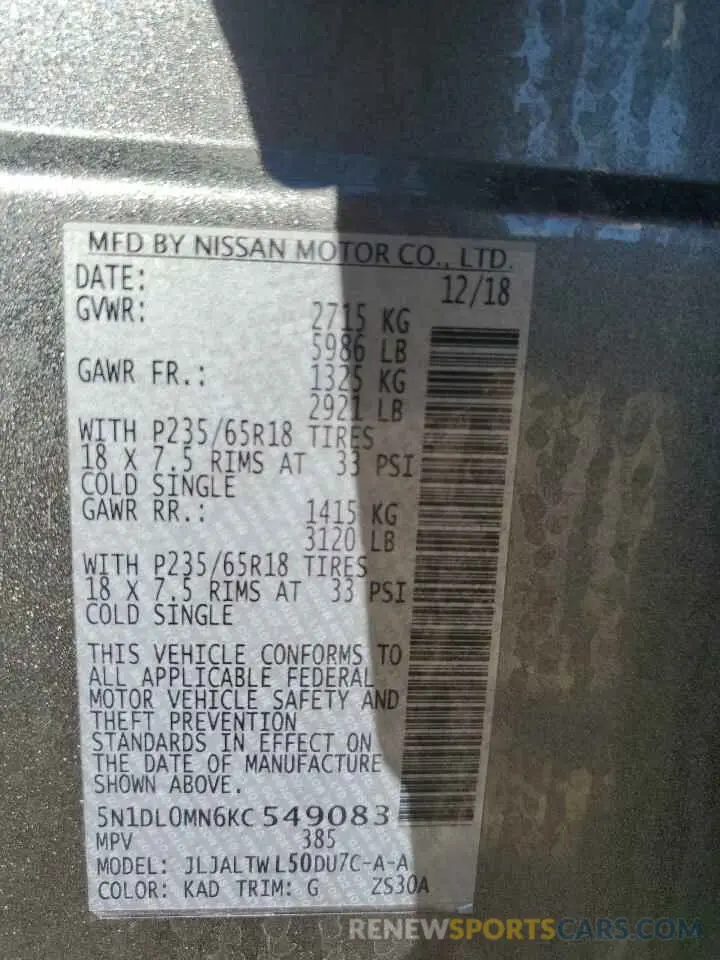 MFD BY NISSAN MOTOR CO., LTD.
DATE: 12/18
GVWR: 2715 KG
5986 LB
GAWR FR.: 1325 KG
2921 LB
WITH P235/65R18 TIRES
18 X 7.5 RIMS AT 33 PSI
COLD SINGLE
GAWR RR.: 1415 KG
3120 LB
WITH P235/65R18 TIRES
18 X 7.5 RIMS AT 33 PSI
COLD SINGLE
THIS VEHICLE CONFORMS TO
ALL APPLICABLE FEDERAL
MOTOR VEHICLE SAFETY AND
THEFT PREVENTION
STANDARDS IN EFFECT ON
THE DATE OF MANUFACTURE
SHOWN ABOVE.
5N1DL0MN6KC549083
MPV 385
MODEL: JLJALTWL50DU7C-A-A
COLOR: KAD TRIM: G ZS30A
RENEWSPORTSCARS.COM